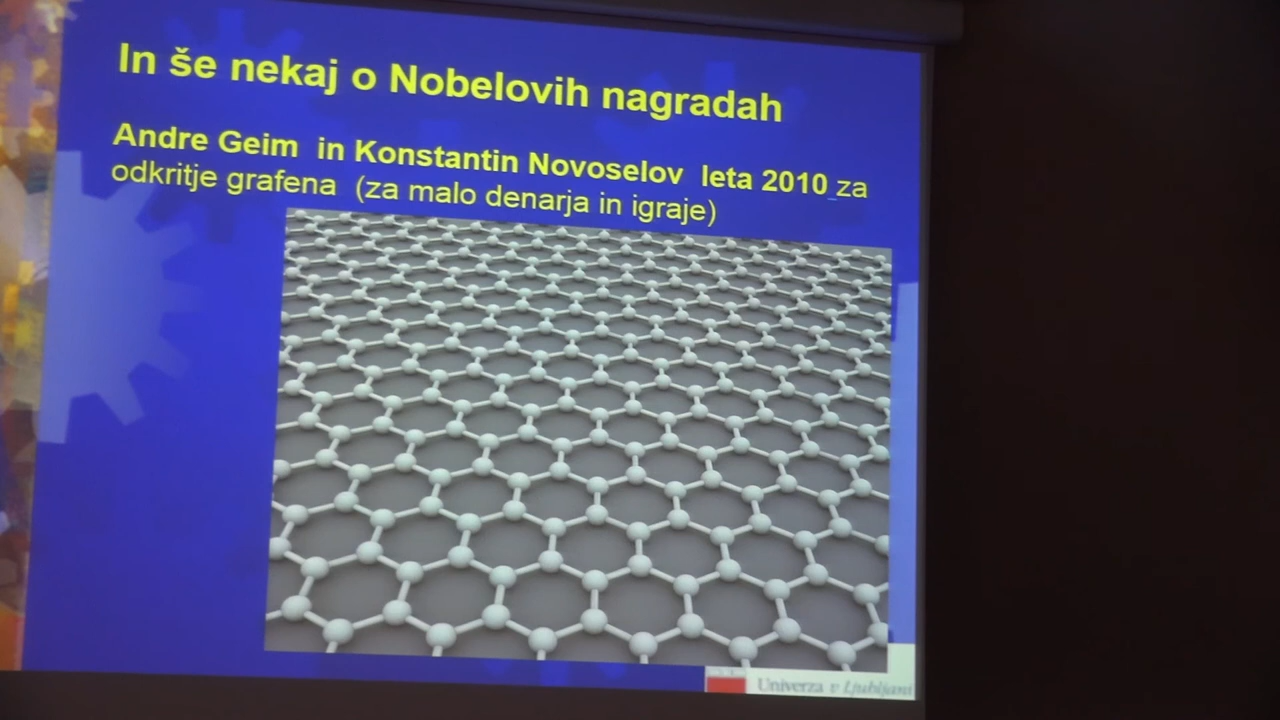 In še nekaj o Nobelovih nagradah
Andre Geim in Konstantin Novoselov leta 2010 za
odkritje grafena (za malo denarja in igraje)
Univerza v Ljubljani